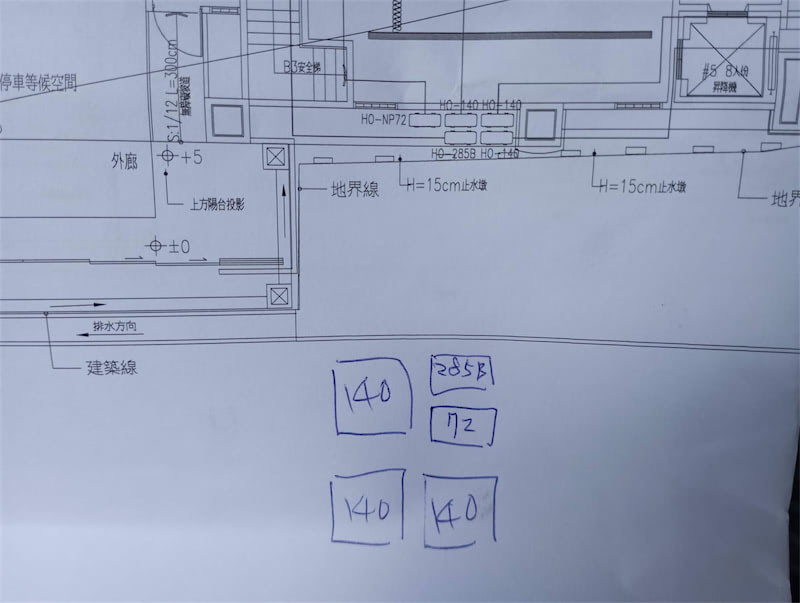 B3安全梯
#5 8人份
昇降機
停車等候空間
S:1/12 L=300cm
HO-140 HO-140
HO-NP72
HO-285B HO-140
外廊
+5
地界線
H=15cm止水墩
H=15cm止水墩
地界
上方陽台投影
±0
排水方向
建築線
140
285B
72
140
140